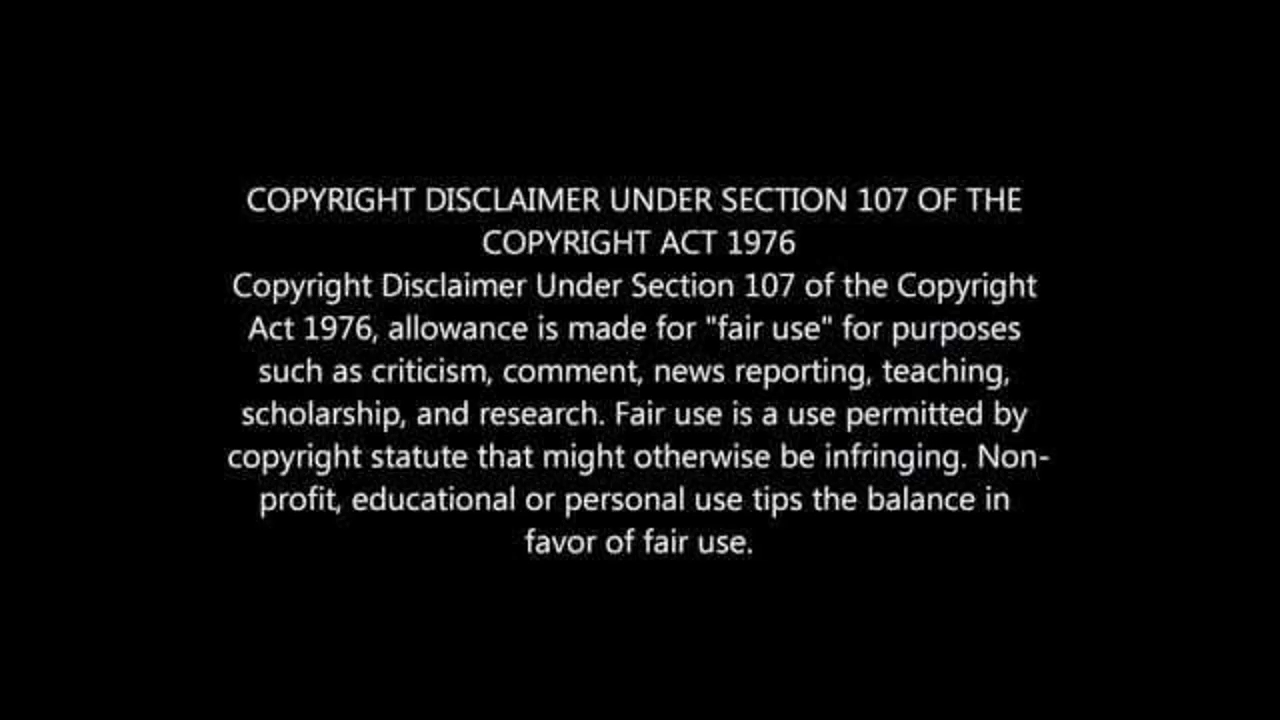 COPYRIGHT DISCLAIMER UNDER SECTION 107 OF THE
COPYRIGHT ACT 1976
Copyright Disclaimer Under Section 107 of the Copyright
Act 1976, allowance is made for "fair use" for purposes
such as criticism, comment, news reporting, teaching,
scholarship, and research. Fair use is a use permitted by
copyright statute that might otherwise be infringing. Non-
profit, educational or personal use tips the balance in
favor of fair use.